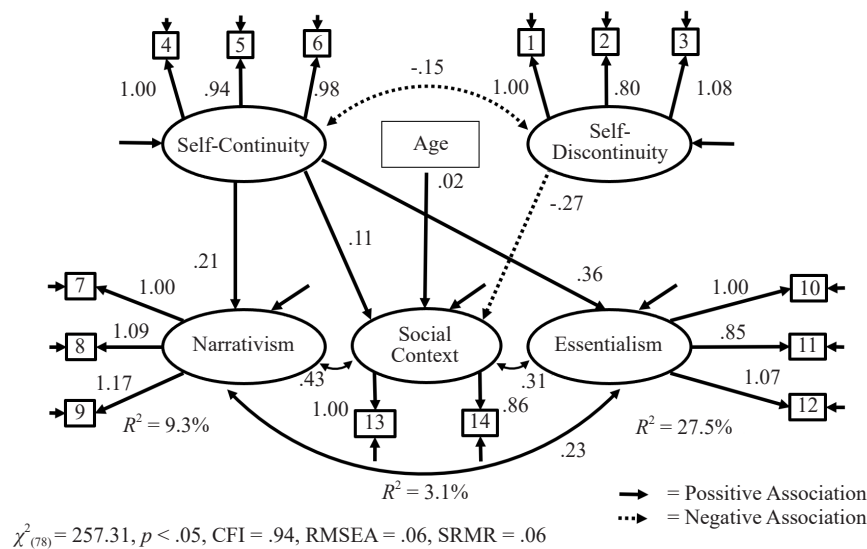 4 5 6 1 2 3
-.15
1.00 .94 .98 1.00 .80 1.08
Self-Continuity
Age
Self-
Discontinuity
.02
-.27
.11
.21
.36
7 1.00 1.00 10
8 1.09 .85 11
9 1.17 1.07 12
Narrativism
Social
Context
Essentialism
.43 .31
1.00 .86
13 14
R² = 9.3% R² = 27.5%
.23
R² = 3.1%
= Possitive Association
= Negative Association
χ²(78) = 257.31, p < .05, CFI = .94, RMSEA = .06, SRMR = .06